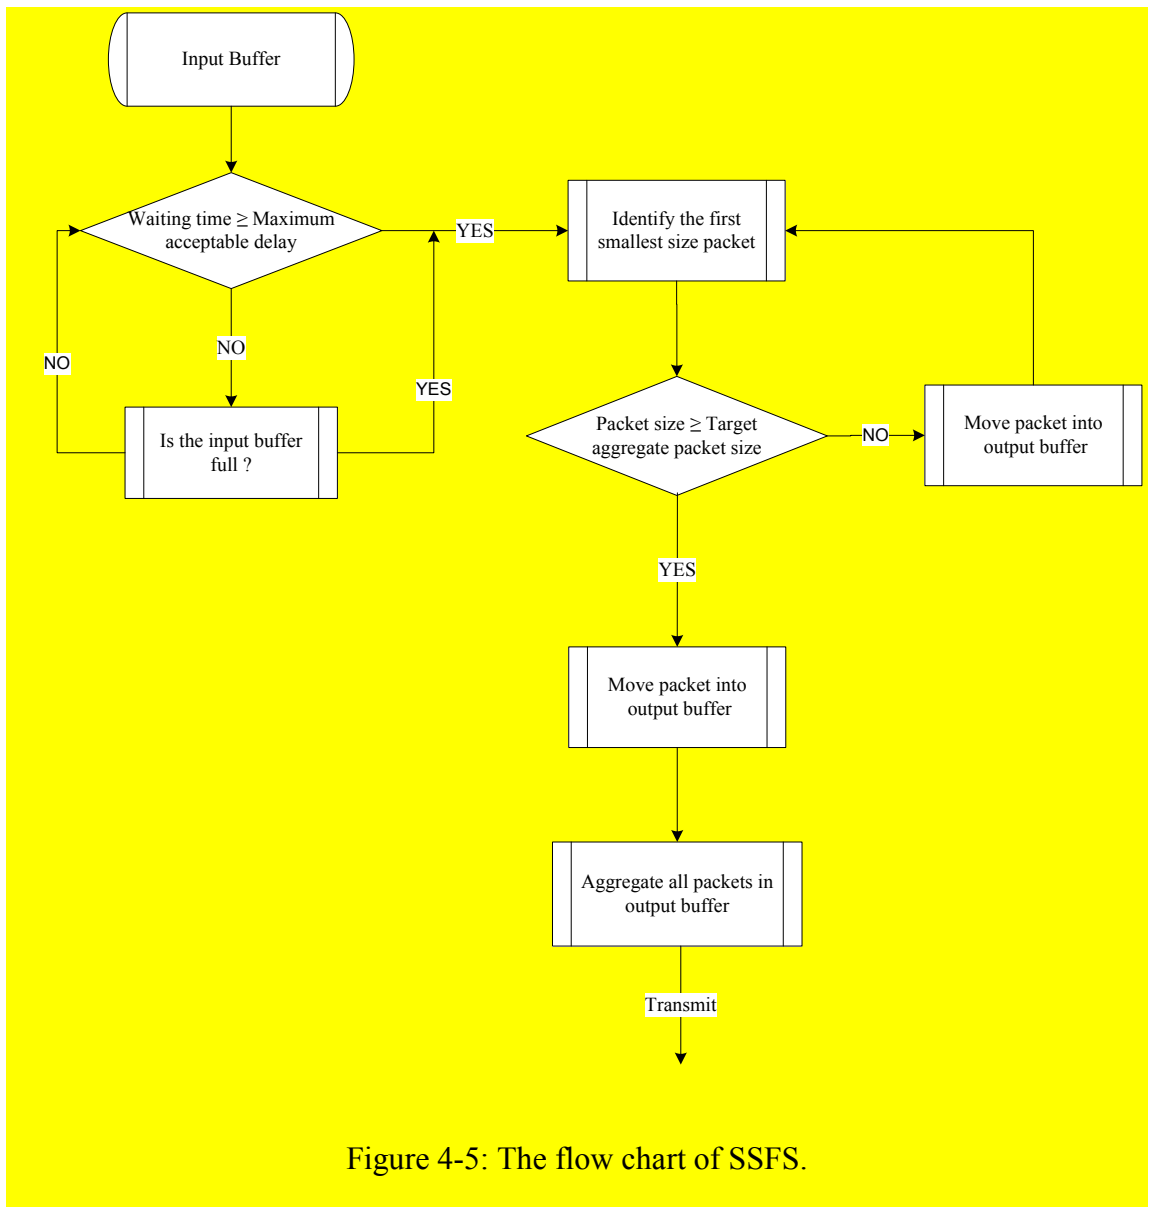 Input Buffer
Waiting time ≥ Maximum
acceptable delay
YES
NO
NO
YES
Is the input buffer
full ?
Identify the first
smallest size packet
Packet size ≥ Target
aggregate packet size
NO
Move packet into
output buffer
YES
Move packet into
output buffer
Aggregate all packets in
output buffer
Transmit
Figure 4-5: The flow chart of SSFS.